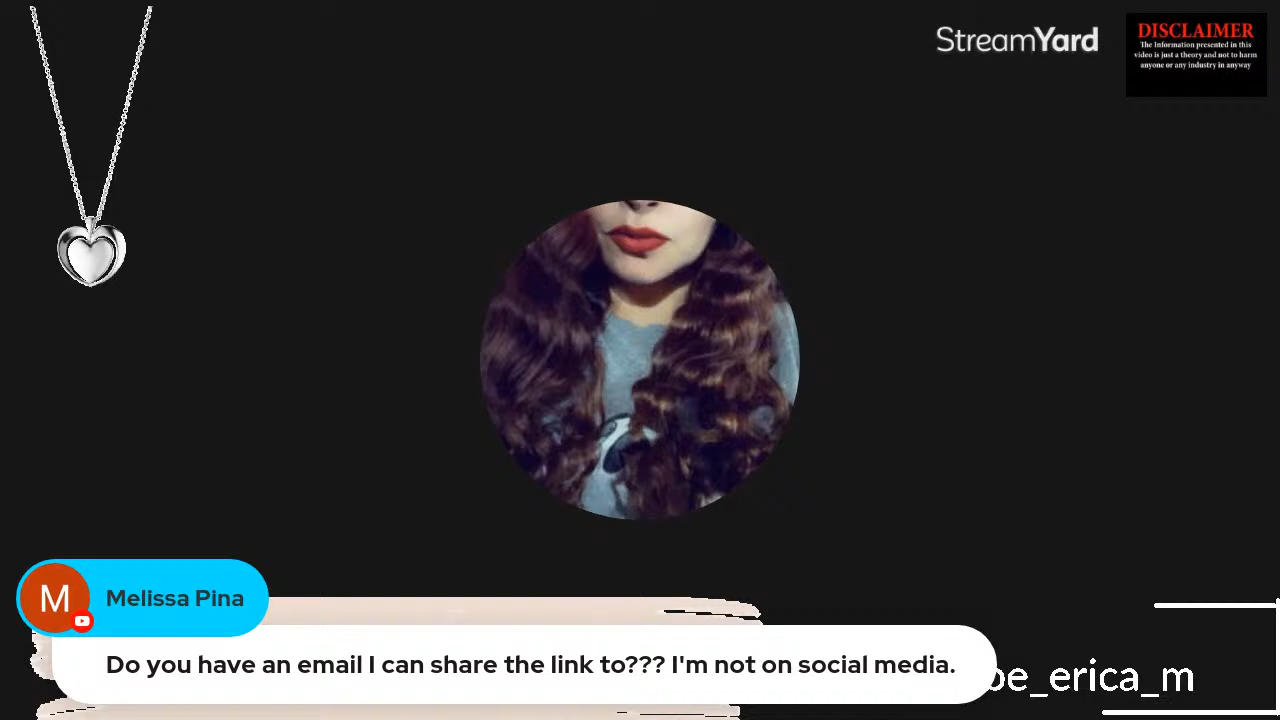 StreamYard
DISCLAIMER
The Information presented in this
video is just a theory and not to harm
anyone or any industry in anyway
M
Melissa Pina
Do you have an email I can share the link to??? I'm not on social media.
be_erica_m